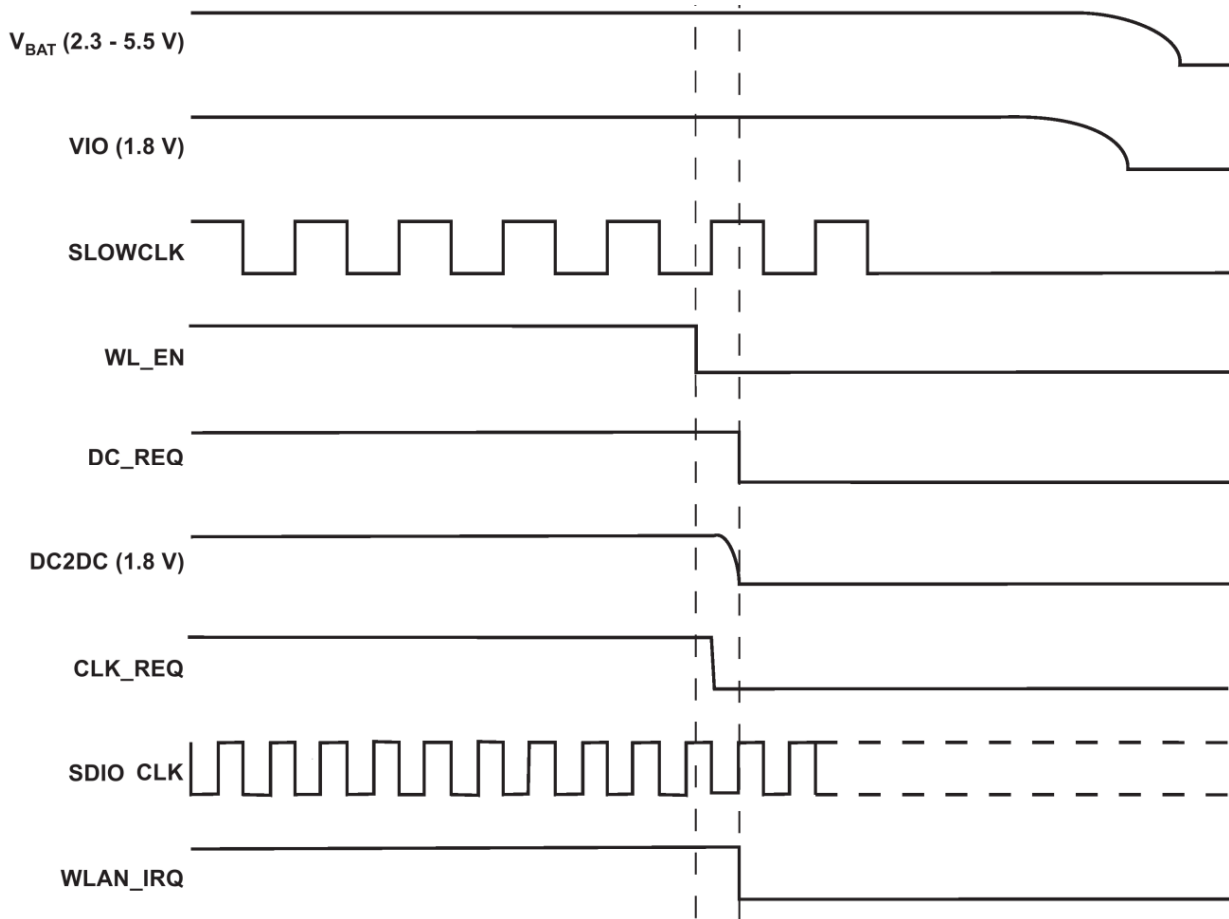 VBAT (2.3 - 5.5 V)
VIO (1.8 V)
SLOWCLK
WL_EN
DC_REQ
DC2DC (1.8 V)
CLK_REQ
SDIO CLK
WLAN_IRQ